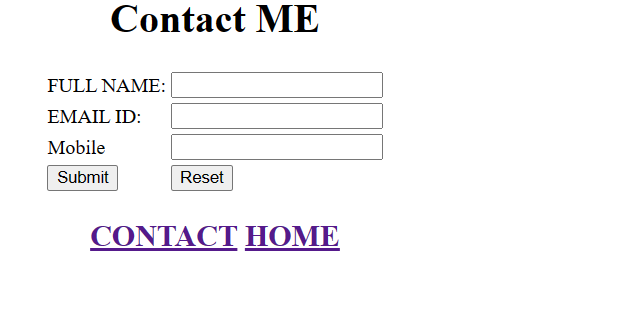 Contact ME
FULL NAME:
EMAIL ID:
Mobile
Submit Reset
CONTACT HOME